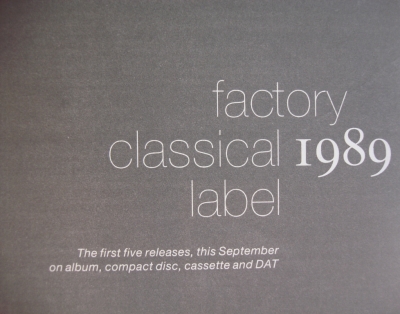 factory
classical 1989
label
The first five releases, this September
on album, compact disc, cassette and DAT